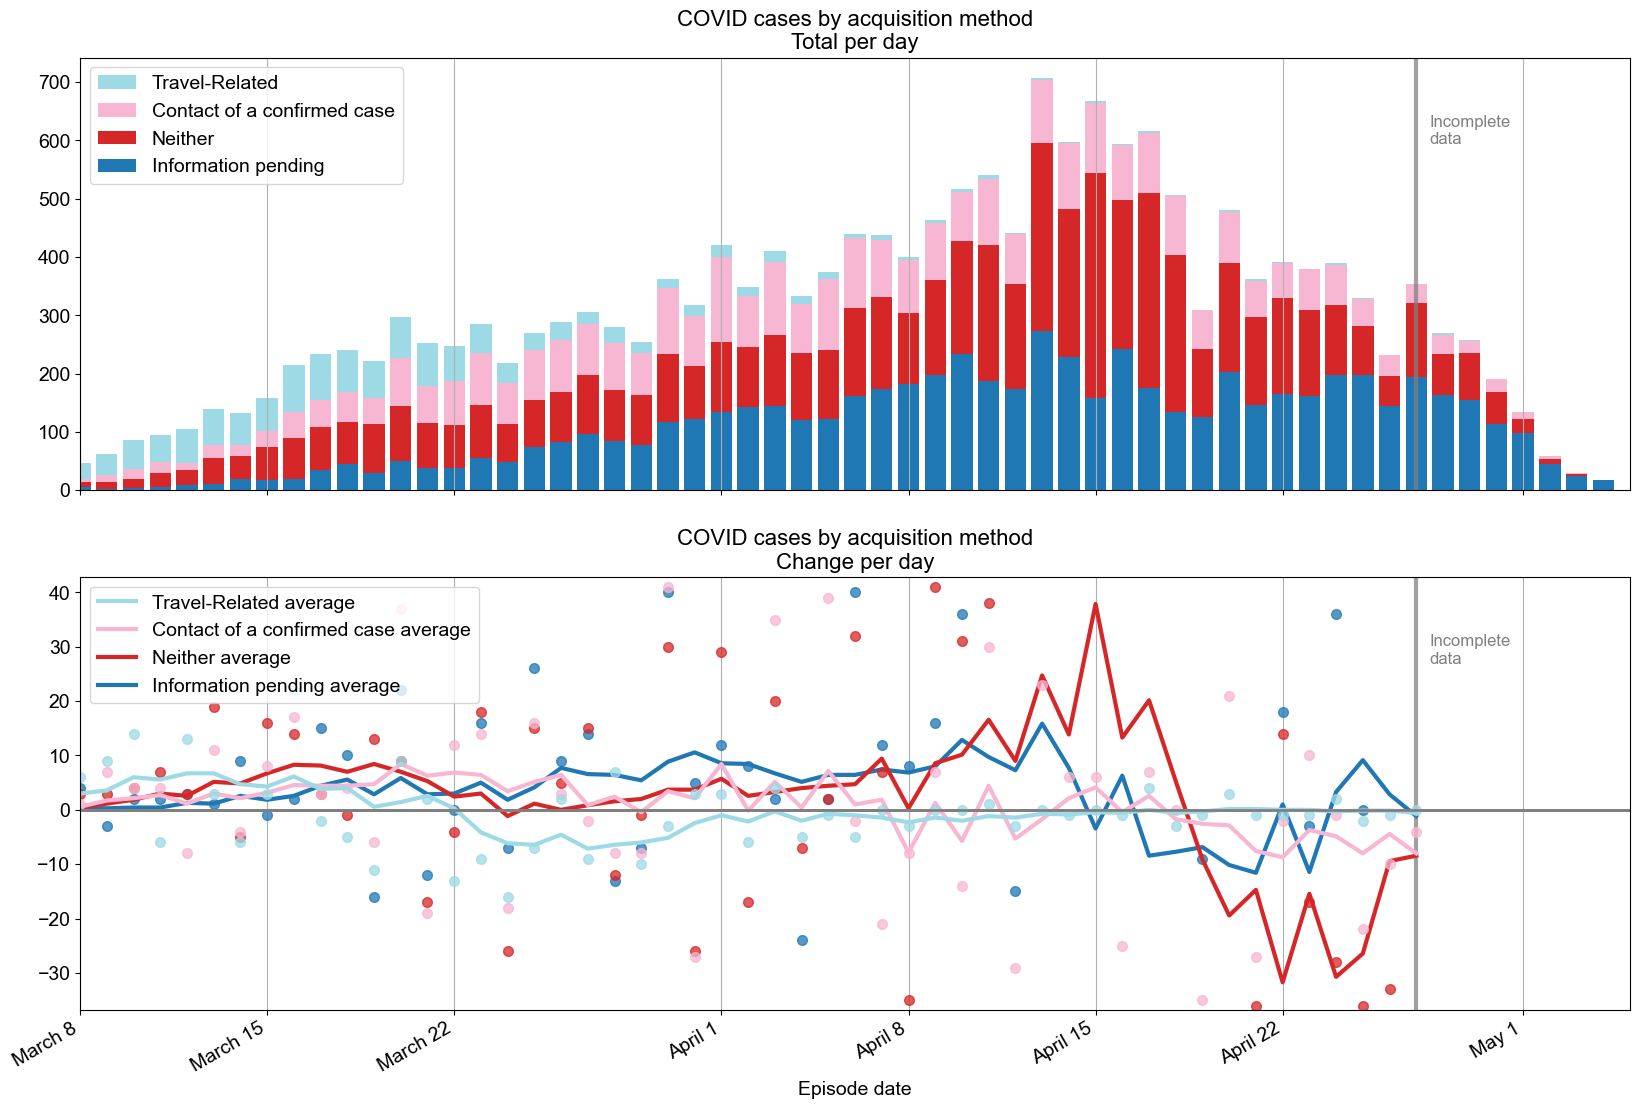 COVID cases by acquisition method
Total per day
700
600
500
400
300
200
100
0
Travel-Related
Contact of a confirmed case
Neither
Information pending
Incomplete
data
COVID cases by acquisition method
Change per day
40
30
20
10
0
−10
−20
−30
Travel-Related average
Contact of a confirmed case average
Neither average
Information pending average
Incomplete
data
March 8
March 15
March 22
April 1
April 8
April 15
April 22
May 1
Episode date